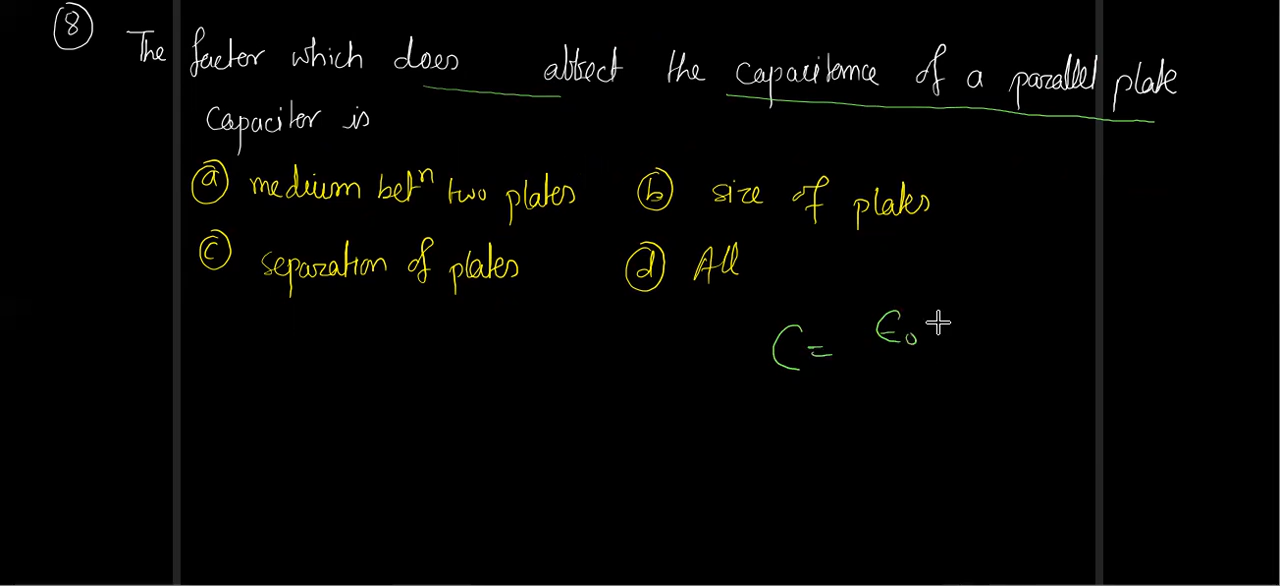 ⑧ The factor which does abtect the capacitance of a parallel plate
capacitor is
ⓐ medium betⁿ two plates ⓑ size of plates
ⓒ separation of plates ⓓ All
C= ϵ₀